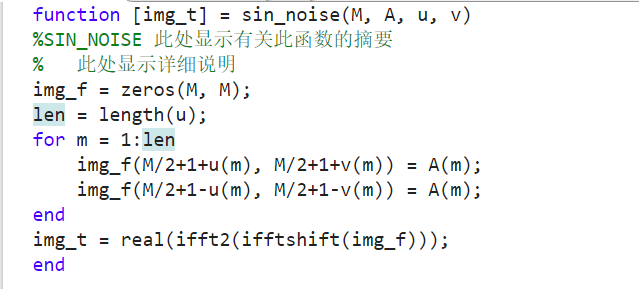 function [img_t] = sin_noise(M, A, u, v)
%SIN_NOISE 此处显示有关此函数的摘要
%   此处显示详细说明
img_f = zeros(M, M);
len = length(u);
for m = 1:len
    img_f(M/2+1+u(m), M/2+1+v(m)) = A(m);
    img_f(M/2+1-u(m), M/2+1-v(m)) = A(m);
end
img_t = real(ifft2(ifftshift(img_f)));
end